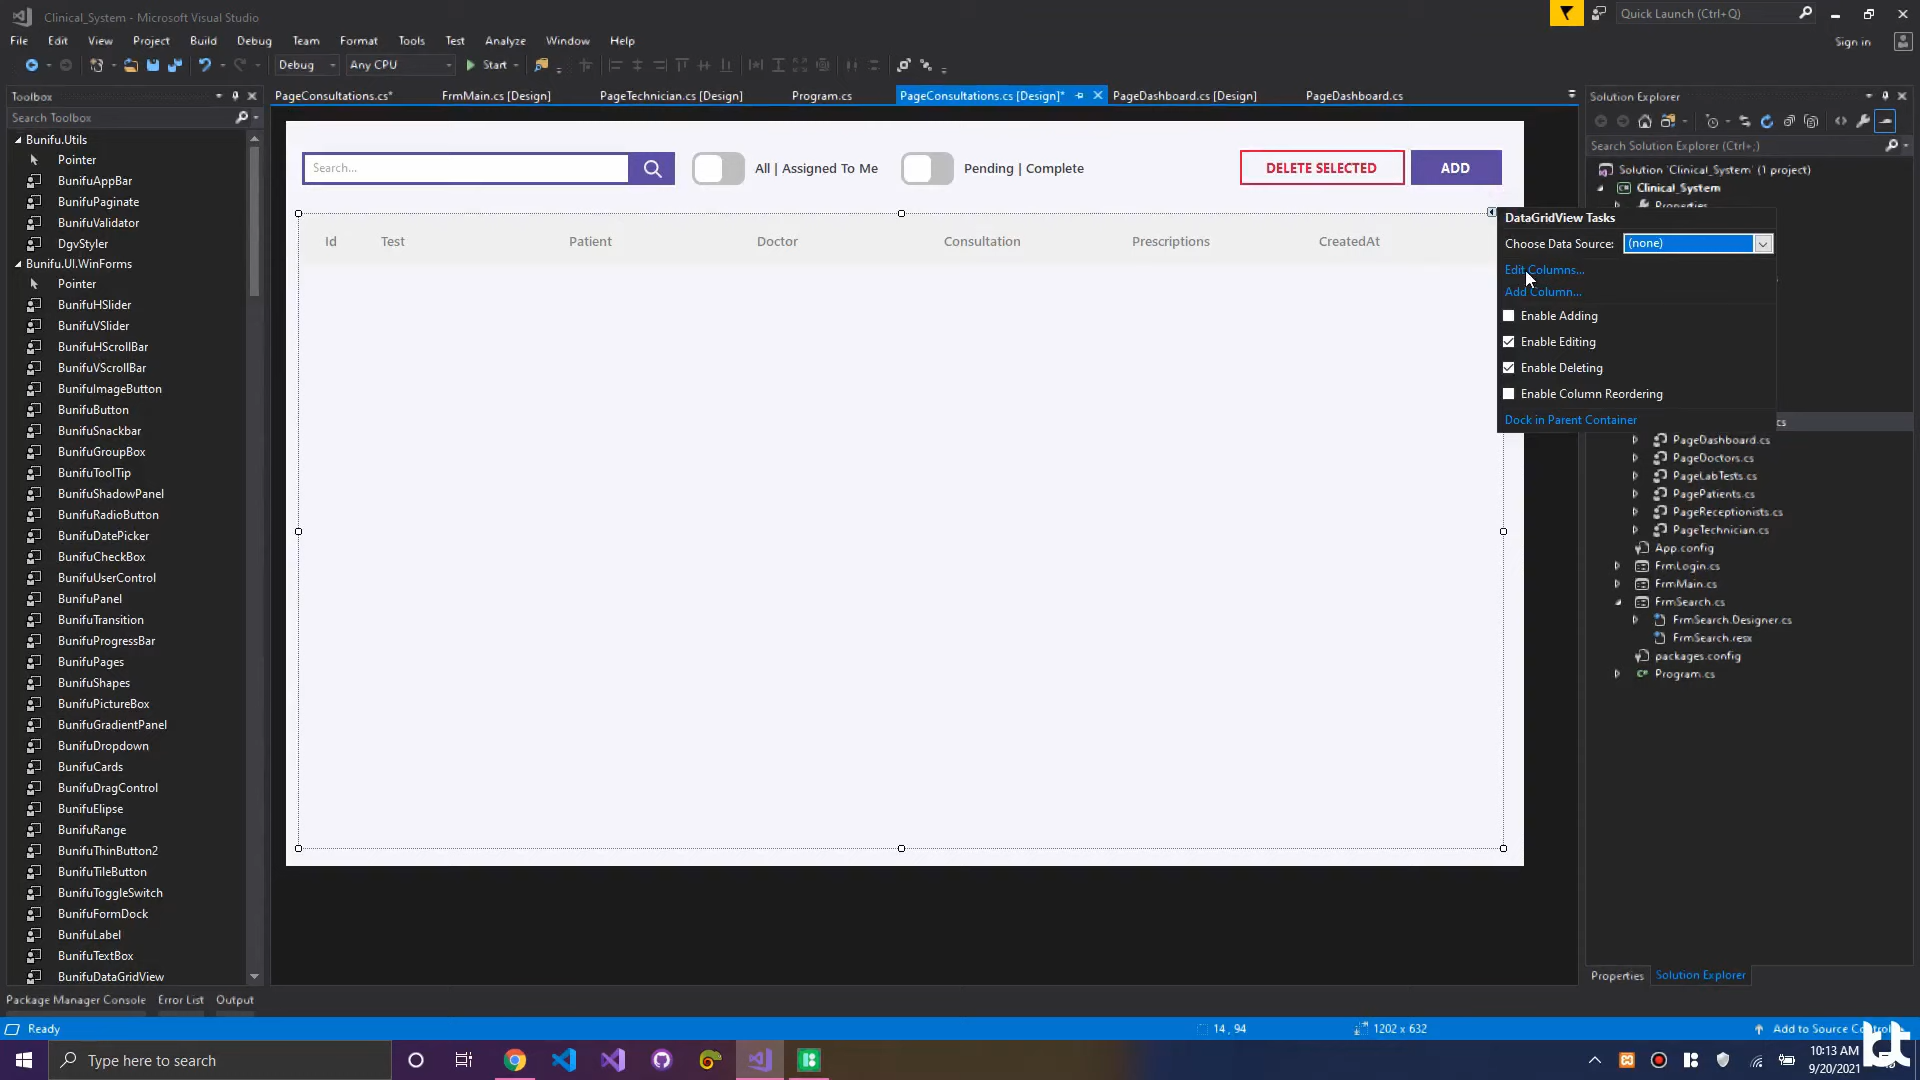 Clinical_System - Microsoft Visual Studio
Quick Launch (Ctrl+Q)
File Edit View Project Build Debug Team Format Tools Test Analyze Window Help
Sign in
Debug Any CPU Start
Toolbox
Search Toolbox
Bunifu.Utils
Pointer
BunifuAppBar
BunifuPaginate
BunifuValidator
DgvStyler
Bunifu.UI.WinForms
Pointer
BunifuHSlider
BunifuVSlider
BunifuHScrollBar
BunifuVScrollBar
BunifuImageButton
BunifuButton
BunifuSnackbar
BunifuGroupBox
BunifuToolTip
BunifuShadowPanel
BunifuRadioButton
BunifuDatePicker
BunifuCheckBox
BunifuUserControl
BunifuPanel
BunifuTransition
BunifuProgressBar
BunifuPages
BunifuShapes
BunifuPictureBox
BunifuGradientPanel
BunifuDropdown
BunifuCards
BunifuDragControl
BunifuElipse
BunifuRange
BunifuThinButton2
BunifuTileButton
BunifuToggleSwitch
BunifuFormDock
BunifuLabel
BunifuTextBox
BunifuDataGridView
PageConsultations.cs* FrmMain.cs [Design] PageTechnician.cs [Design] Program.cs PageConsultations.cs [Design]* PageDashboard.cs [Design] PageDashboard.cs
Search...
All | Assigned To Me
Pending | Complete
DELETE SELECTED
ADD
Id Test Patient Doctor Consultation Prescriptions CreatedAt
DataGridView Tasks
Choose Data Source: (none)
Edit Columns...
Add Column...
Enable Adding
Enable Editing
Enable Deleting
Enable Column Reordering
Dock in Parent Container
Solution Explorer
Search Solution Explorer (Ctrl+;)
Solution 'Clinical_System' (1 project)
Clinical_System
Properties
cs
PageDashboard.cs
PageDoctors.cs
PageLabTests.cs
PagePatients.cs
PageReceptionists.cs
PageTechnician.cs
App.config
FrmLogin.cs
FrmMain.cs
FrmSearch.cs
FrmSearch.Designer.cs
FrmSearch.resx
packages.config
Program.cs
Properties Solution Explorer
Package Manager Console Error List Output
Ready
14 , 94
1202 x 632
Add to Source
Type here to search
10:13 AM
9/20/2021